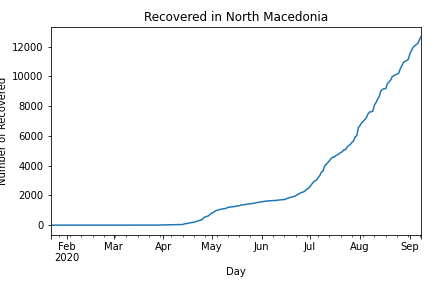 Recovered in North Macedonia
12000
10000
8000
6000
4000
2000
0
Number of Recovered
Feb Mar Apr May Jun Jul Aug Sep
2020
Day